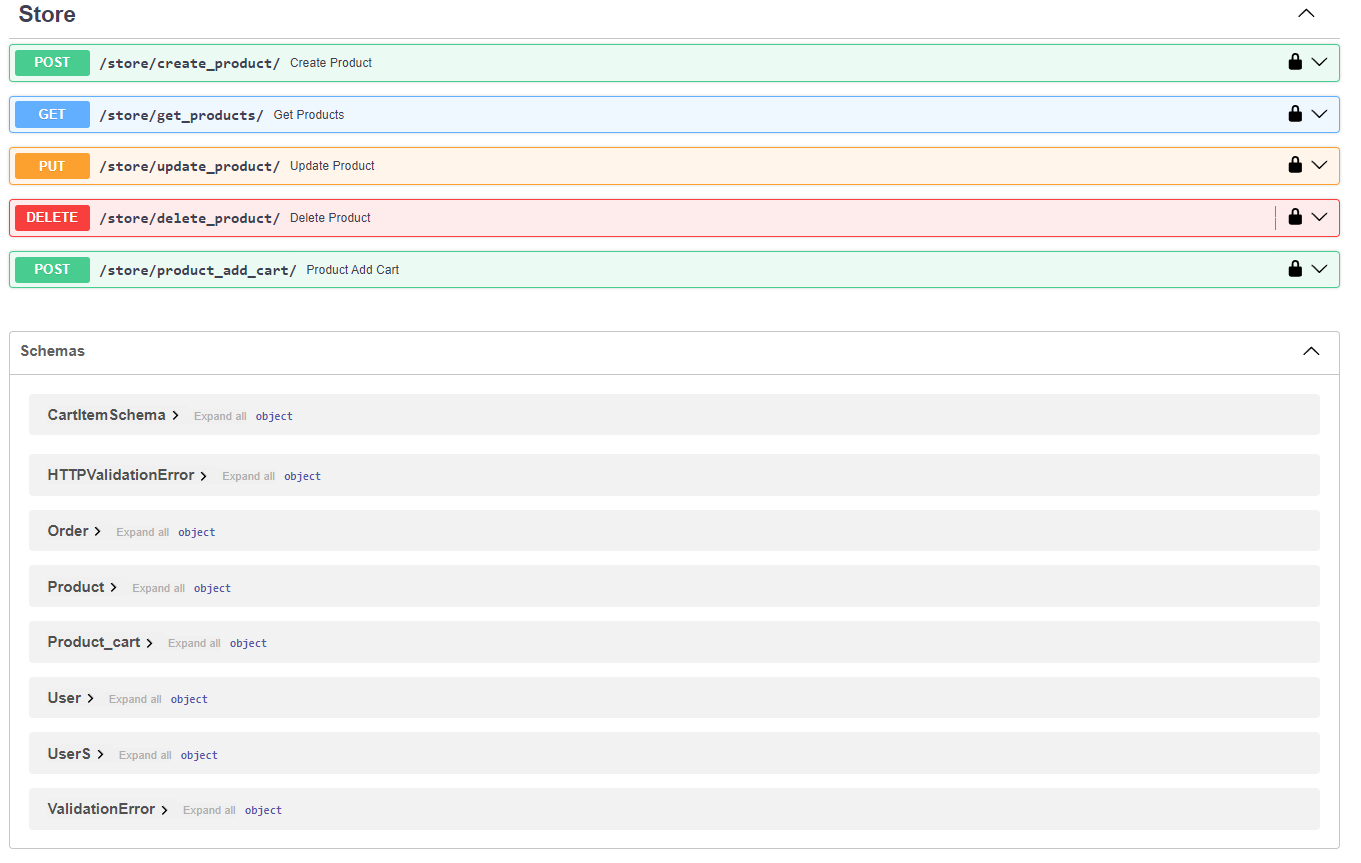 Store
POST /store/create_product/ Create Product
GET /store/get_products/ Get Products
PUT /store/update_product/ Update Product
DELETE /store/delete_product/ Delete Product
POST /store/product_add_cart/ Product Add Cart
Schemas
CartItemSchema Expand all object
HTTPValidationError Expand all object
Order Expand all object
Product Expand all object
Product_cart Expand all object
User Expand all object
UserS Expand all object
ValidationError Expand all object